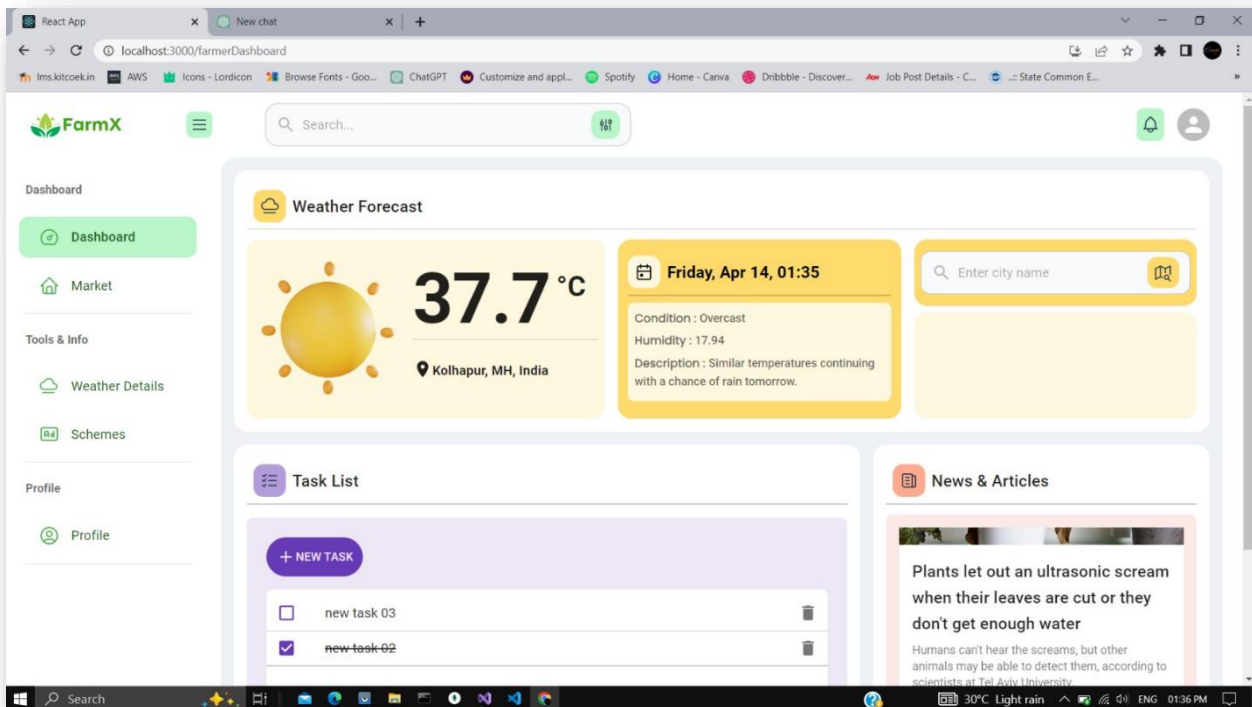 React App
New chat
localhost:3000/farmerDashboard
lms.kitcoek.in
AWS
Icons - Lordicon
Browse Fonts - Goo...
ChatGPT
Customize and appl...
Spotify
Home - Canva
Dribbble - Discover...
Job Post Details - C...
..:: State Common E...
FarmX
Search...
Dashboard
Dashboard
Market
Tools & Info
Weather Details
Schemes
Profile
Profile
Weather Forecast
37.7 °C
Kolhapur, MH, India
Friday, Apr 14, 01:35
Condition : Overcast
Humidity : 17.94
Description : Similar temperatures continuing
with a chance of rain tomorrow.
Enter city name
Task List
+ NEW TASK
new task 03
new task 02
News & Articles
Plants let out an ultrasonic scream
when their leaves are cut or they
don't get enough water
Humans can't hear the screams, but other
animals may be able to detect them, according to
scientists at Tel Aviv University.
Search
30°C Light rain
ENG
01:36 PM